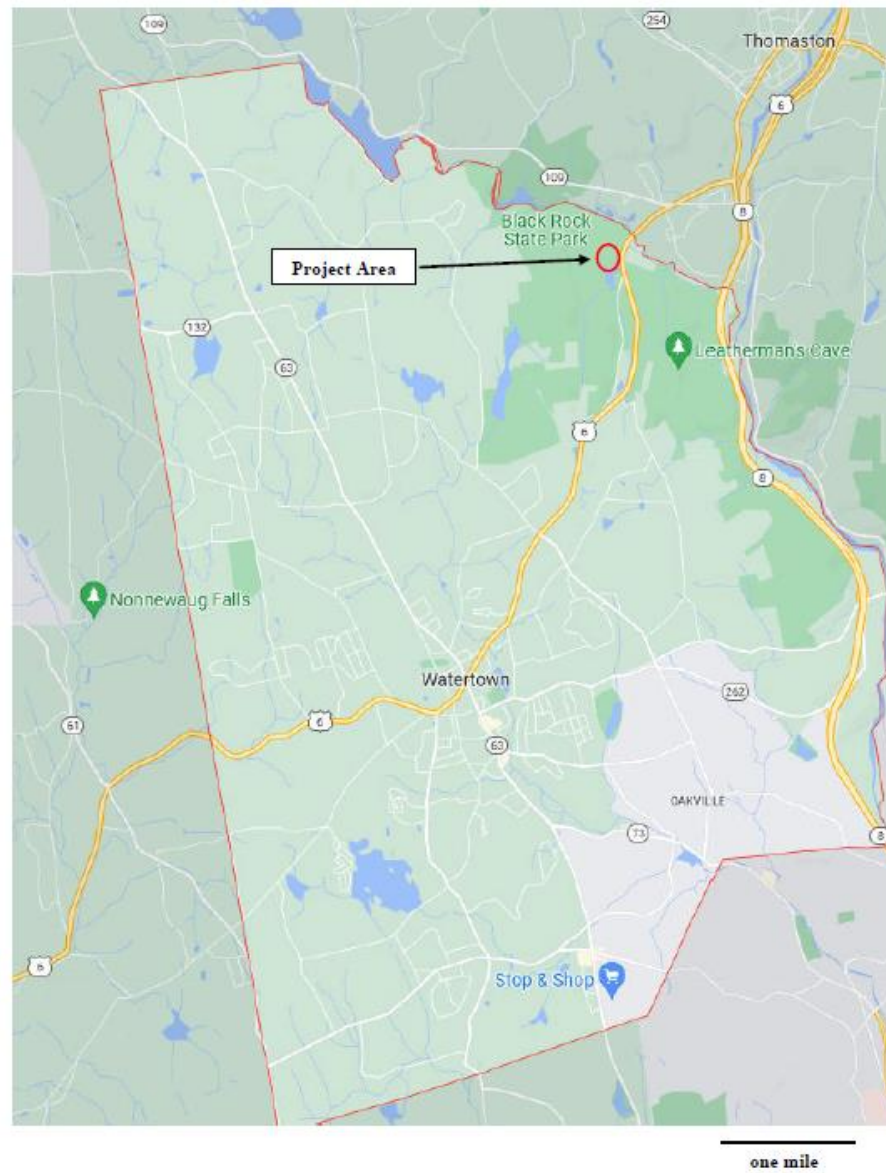 109
254
Thomaston
6
109
8
Black Rock
State Park
Project Area
132
63
Leatherman's Cave
6
8
Nonnewaug Falls
Watertown
262
6
61
63
OAKVILLE
73
8
6
Stop & Shop
one mile